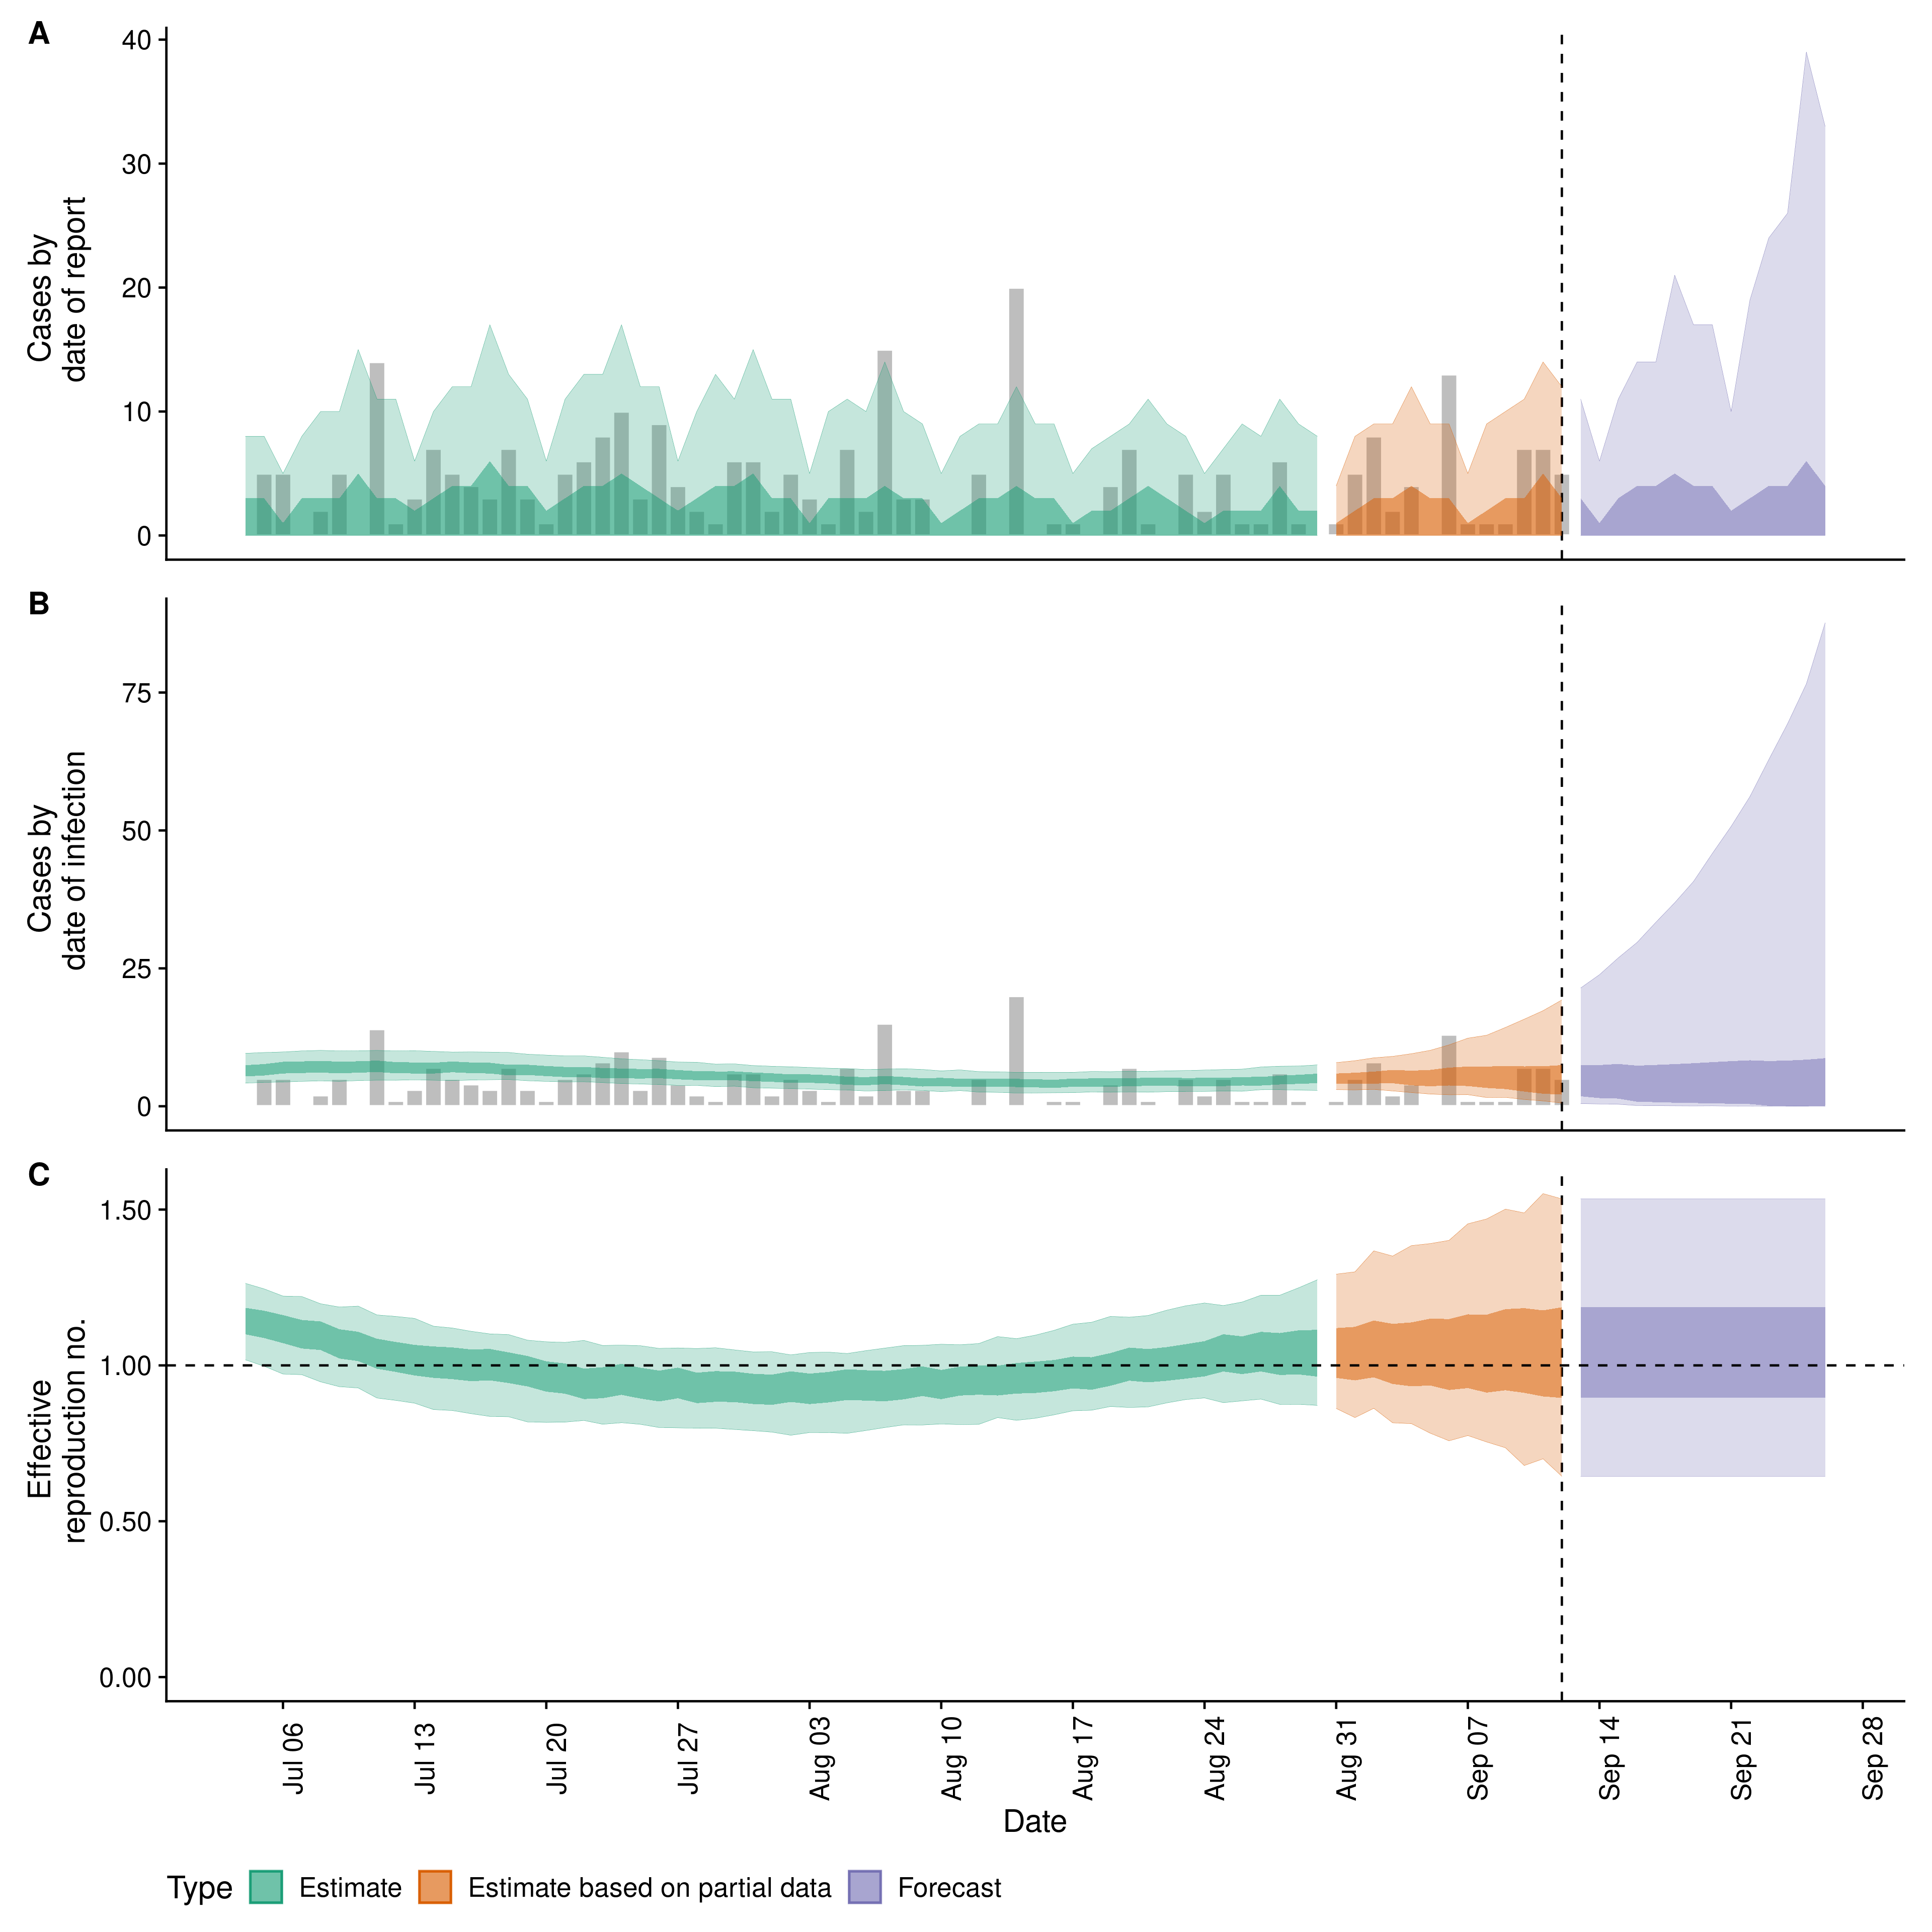 A
40
30
20
10
0
Cases by
date of report
B
75
50
25
0
Cases by
date of infection
C
1.50
1.00
0.50
0.00
Effective
reproduction no.
Jul 06
Jul 13
Jul 20
Jul 27
Aug 03
Aug 10
Aug 17
Aug 24
Aug 31
Sep 07
Sep 14
Sep 21
Sep 28
Date
Type Estimate Estimate based on partial data Forecast